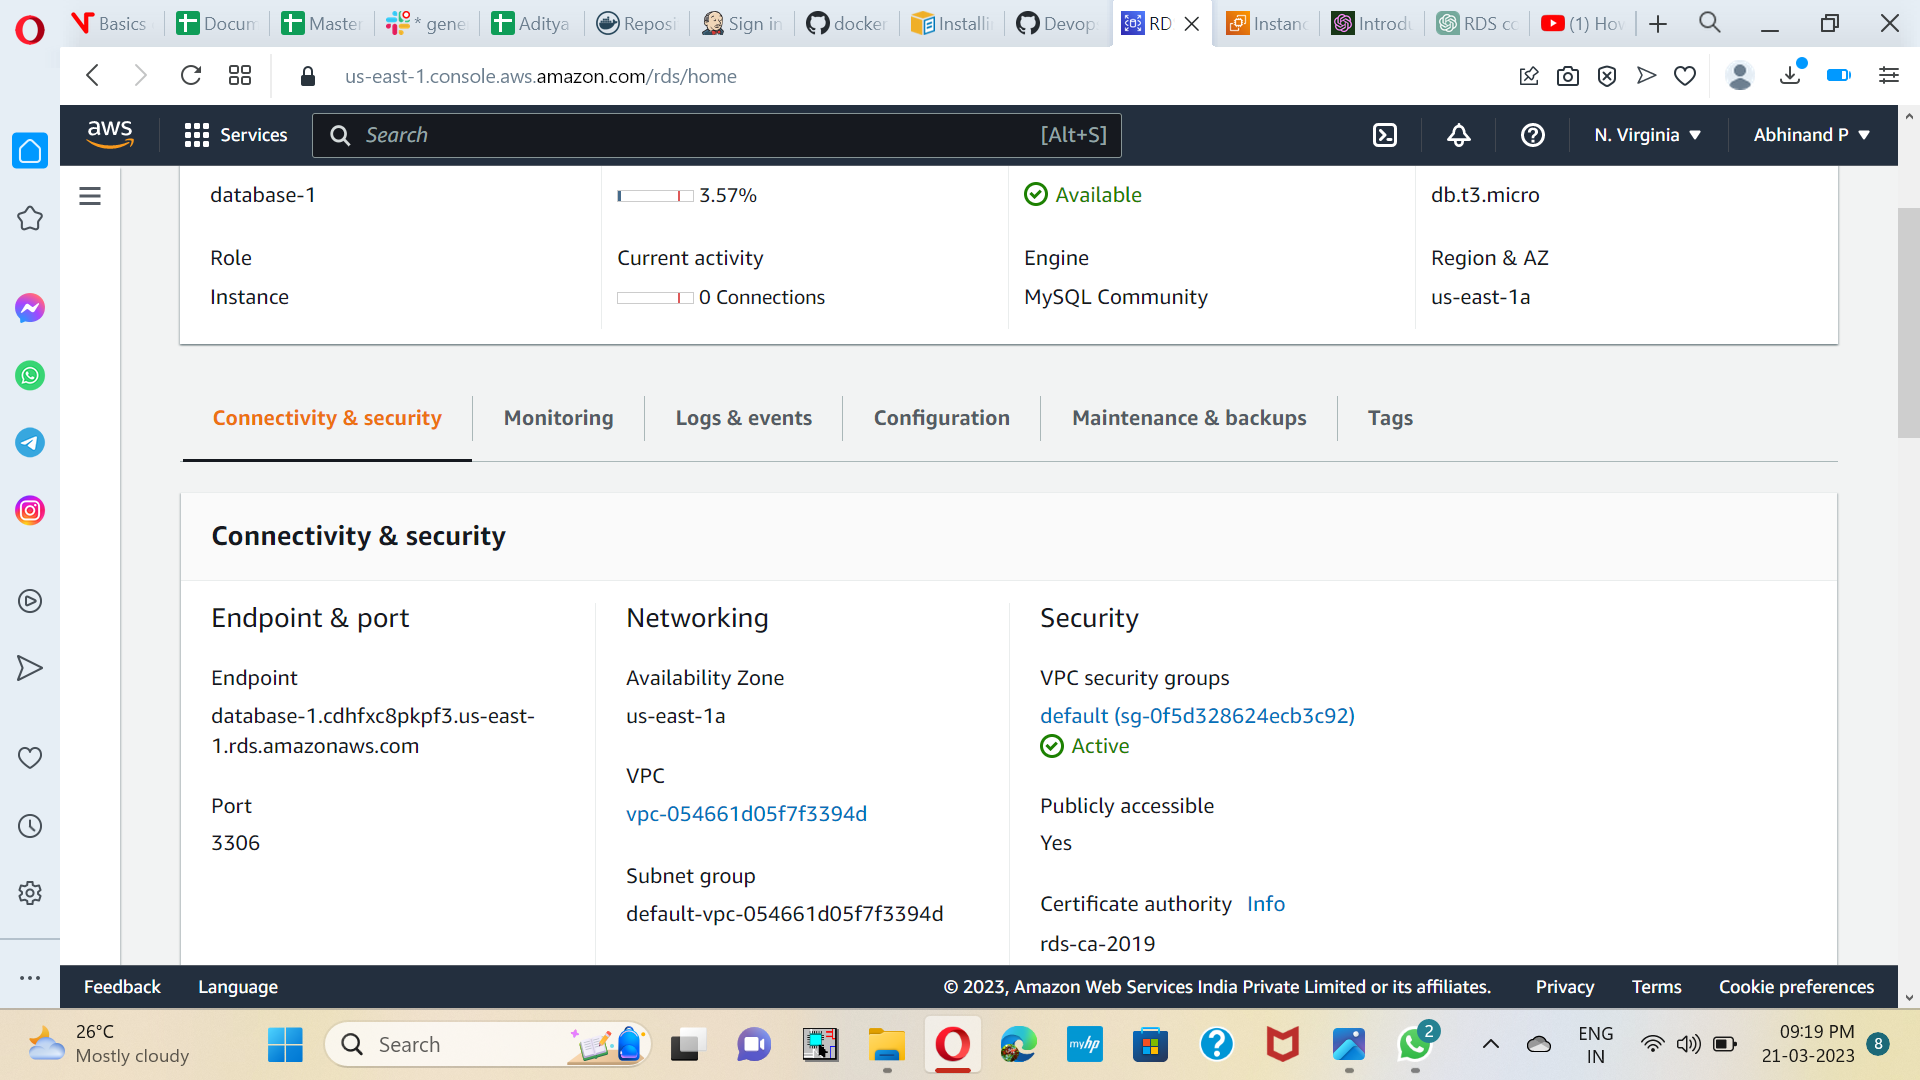 Basics
Docum
Master
* gene
Aditya
Reposi
Sign in
docker
Installi
Devop
RD
Instanc
Introdu
RDS co
(1) How
us-east-1.console.aws.amazon.com/rds/home
aws
Services
Search
[Alt+S]
N. Virginia
Abhinand P
database-1
3.57%
Available
db.t3.micro
Role
Current activity
Engine
Region & AZ
Instance
0 Connections
MySQL Community
us-east-1a
Connectivity & security
Monitoring
Logs & events
Configuration
Maintenance & backups
Tags
Connectivity & security
Endpoint & port
Endpoint
database-1.cdhfxc8pkpf3.us-east-
1.rds.amazonaws.com
Port
3306
Networking
Availability Zone
us-east-1a
VPC
vpc-054661d05f7f3394d
Subnet group
default-vpc-054661d05f7f3394d
Security
VPC security groups
default (sg-0f5d328624ecb3c92)
Active
Publicly accessible
Yes
Certificate authority Info
rds-ca-2019
Feedback
Language
© 2023, Amazon Web Services India Private Limited or its affiliates.
Privacy
Terms
Cookie preferences
26°C
Mostly cloudy
Search
myhp
2
ENG
IN
09:19 PM
21-03-2023
8